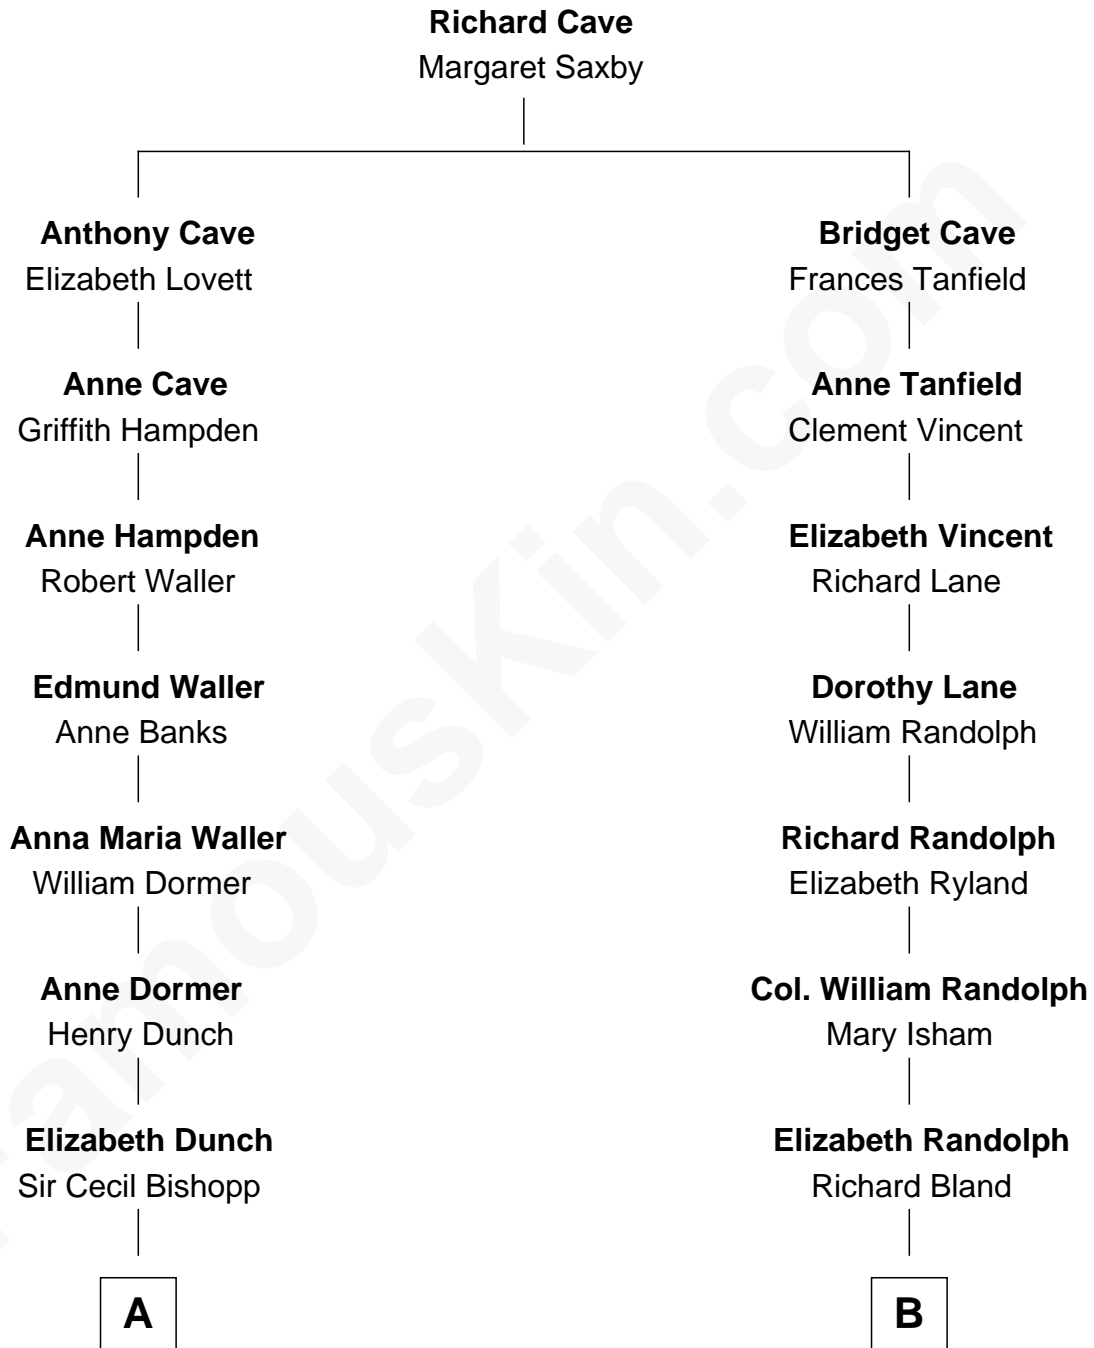 Richard Cave
Margaret Saxby
Anthony Cave
Elizabeth Lovett
Anne Cave
Griffith Hampden
Anne Hampden
Robert Waller
Edmund Waller
Anne Banks
Anna Maria Waller
William Dormer
Anne Dormer
Henry Dunch
Elizabeth Dunch
Sir Cecil Bishopp
A
Bridget Cave
Frances Tanfield
Anne Tanfield
Clement Vincent
Elizabeth Vincent
Richard Lane
Dorothy Lane
William Randolph
Richard Randolph
Elizabeth Ryland
Col. William Randolph
Mary Isham
Elizabeth Randolph
Richard Bland
B
FamousKin.com